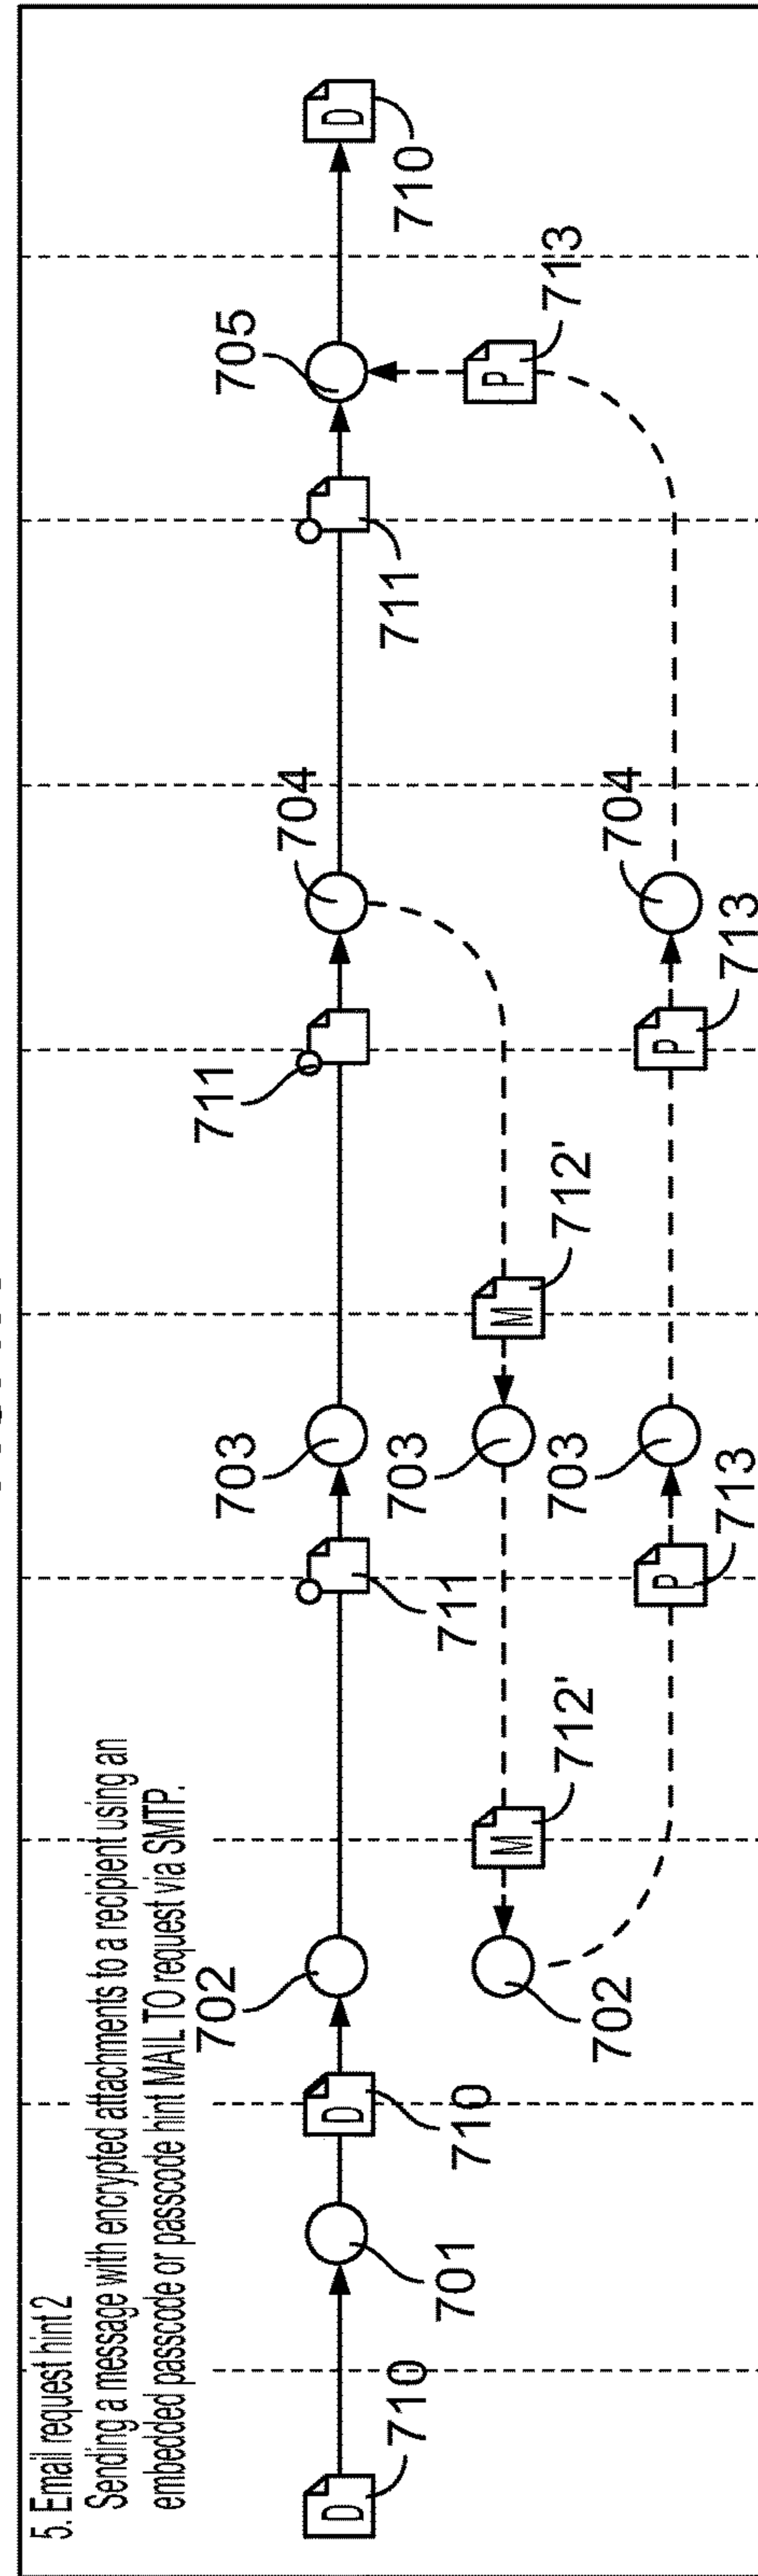 5. Email request hint 2
Sending a message with encrypted attachments to a recipient using an
embedded passcode or passcode hint MAIL TO request via SMTP.
702
703
711
704
705
D
D
D
710
701
710
711
703
711
710
M
M
P
702
712'
703
712'
704
713
P
P
713
713